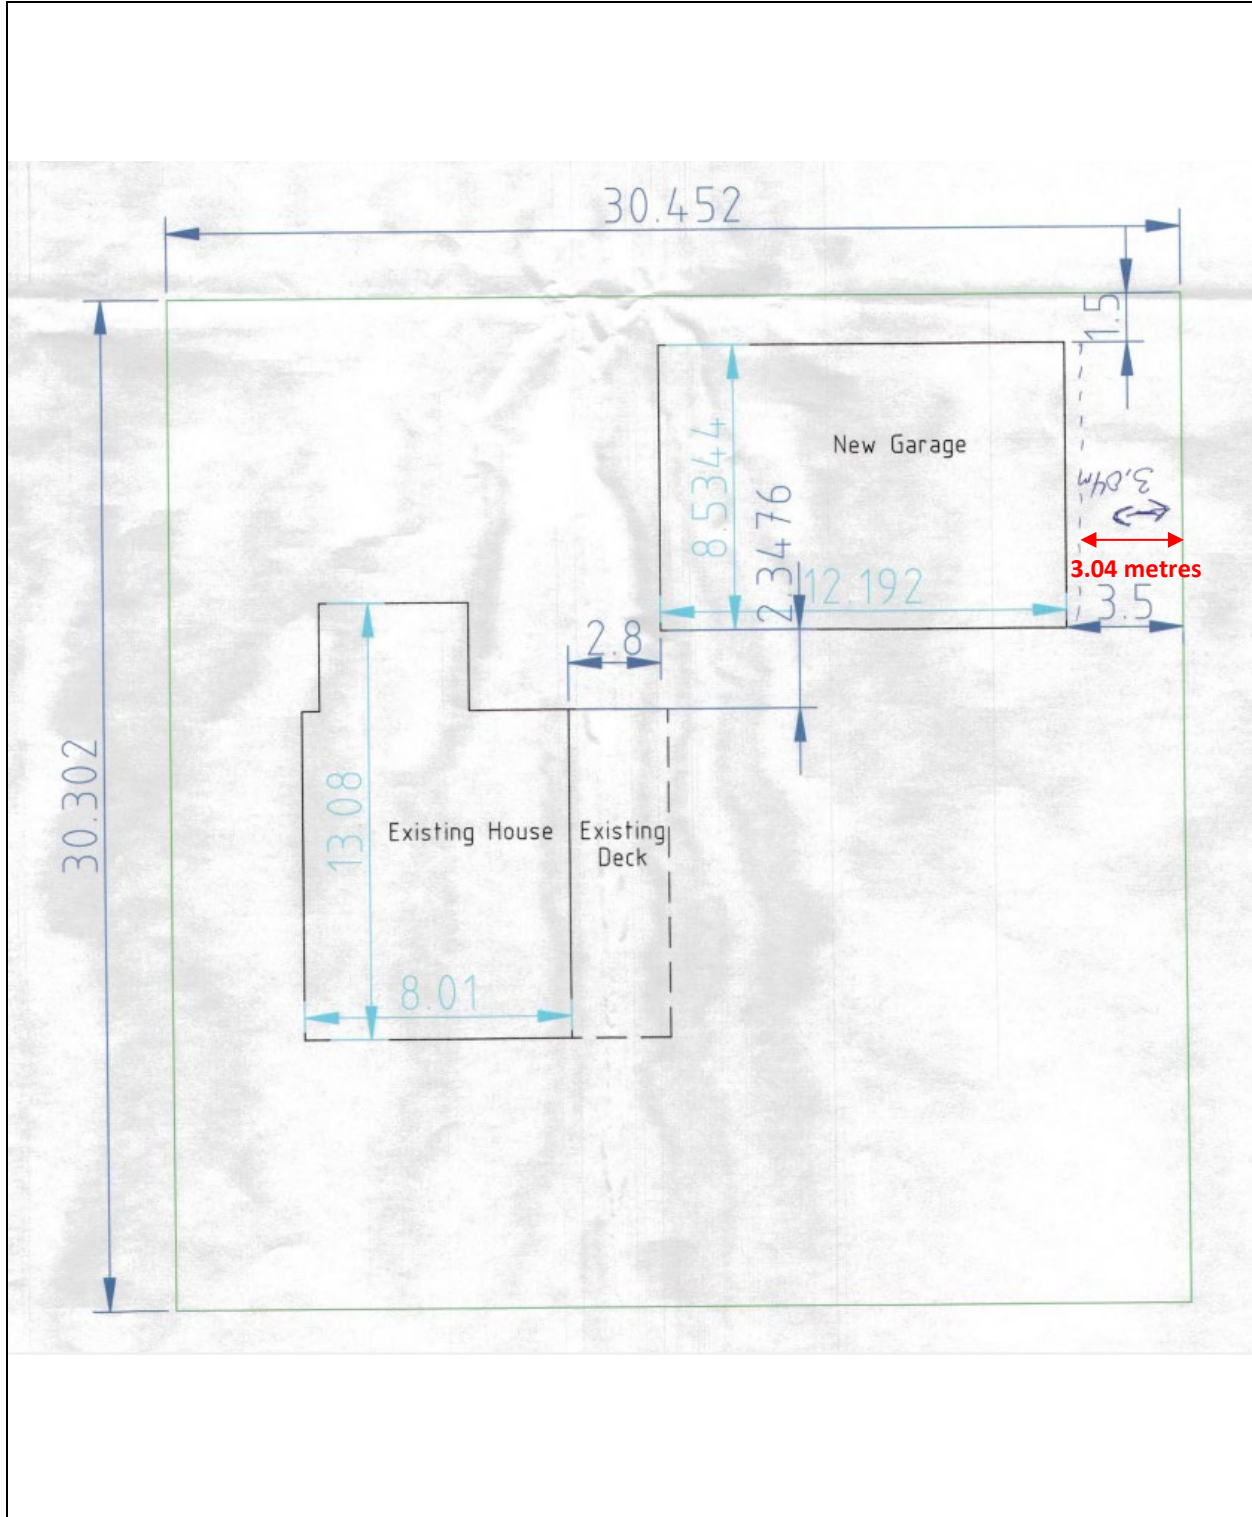 30.452
1.5
New Garage
8.5344
2.3476
3.04m
3.04 metres
12.192
3.5
2.8
30.302
13.08
Existing House
Existing
Deck
8.01